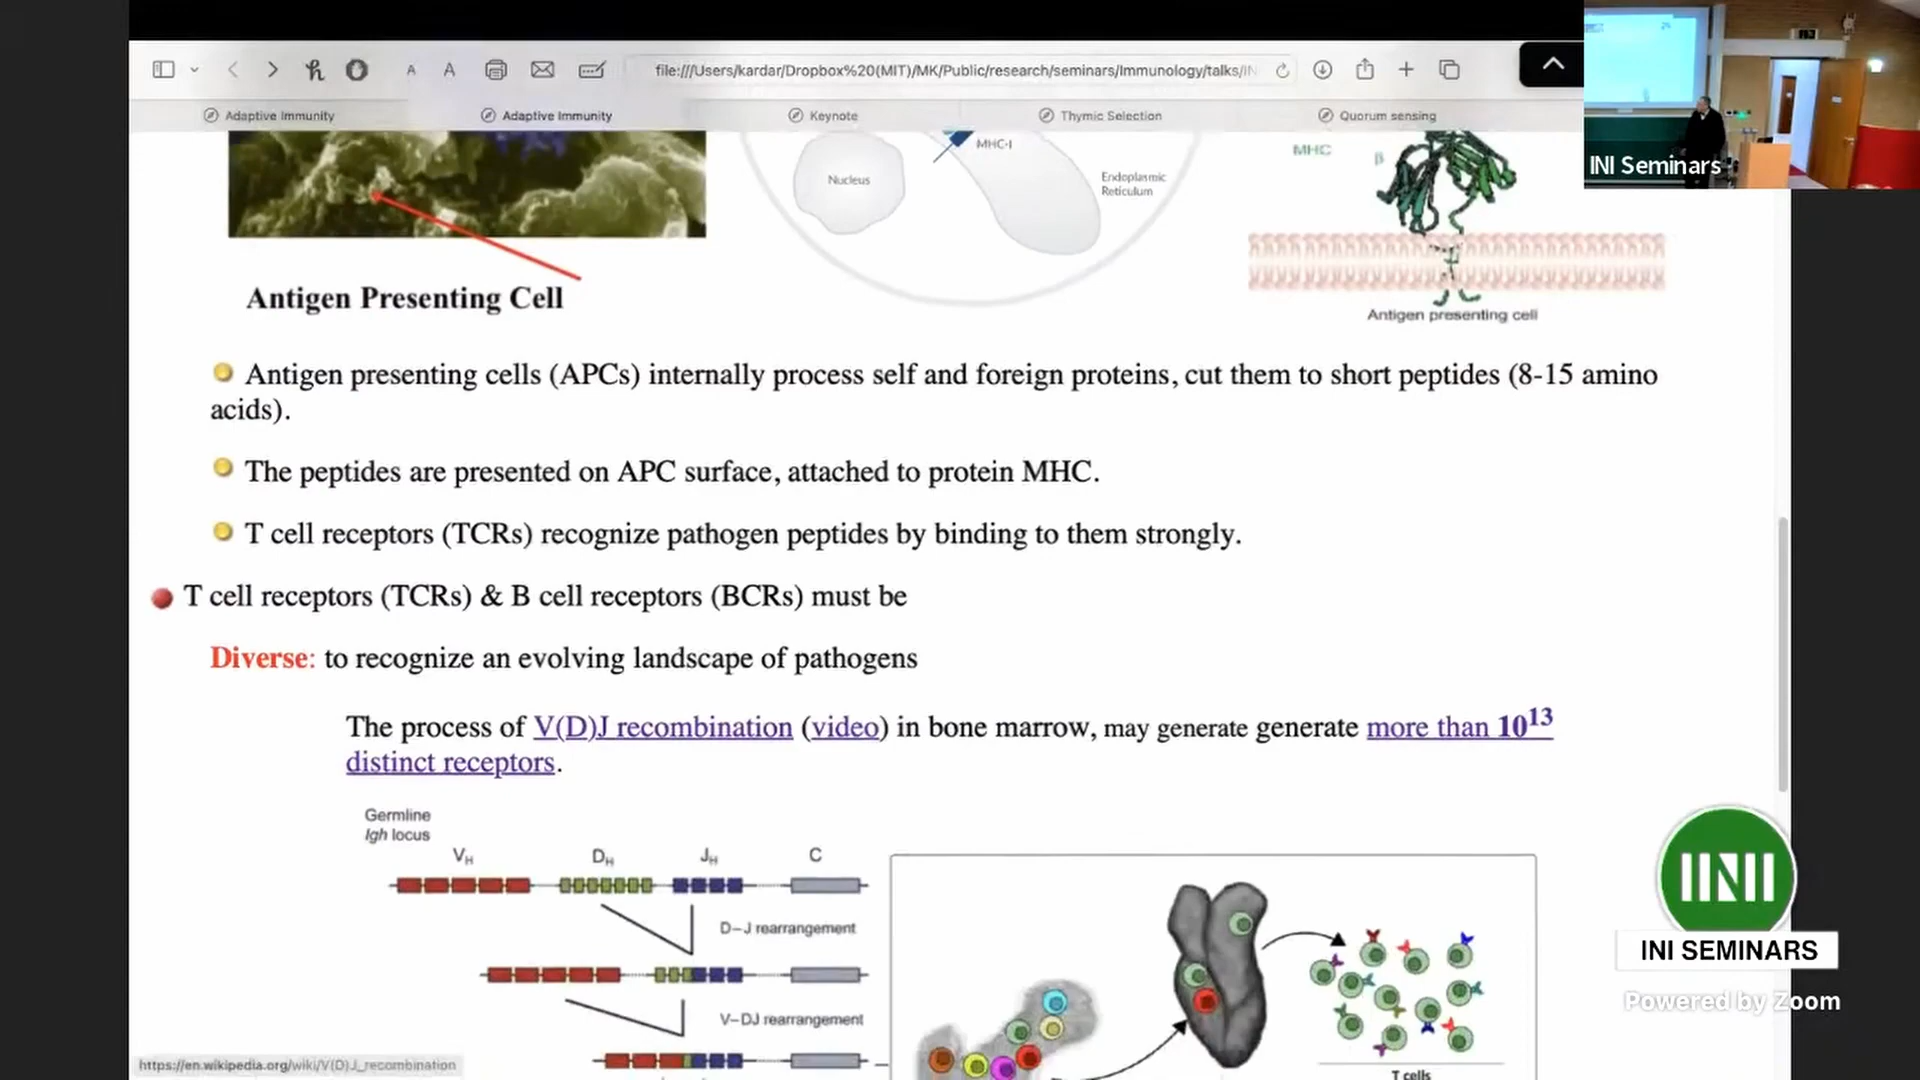 file:///Users/kardar/Dropbox%20(MIT)/MK/Public/research/seminars/Immunology/talks/IN
A A
Adaptive Immunity
Adaptive Immunity
Keynote
Thymic Selection
Quorum sensing
INI Seminars
MHC-I
Nucleus
Endoplasmic
Reticulum
MHC β
Antigen presenting cell
Antigen Presenting Cell
Antigen presenting cells (APCs) internally process self and foreign proteins, cut them to short peptides (8-15 amino
acids).
The peptides are presented on APC surface, attached to protein MHC.
T cell receptors (TCRs) recognize pathogen peptides by binding to them strongly.
T cell receptors (TCRs) & B cell receptors (BCRs) must be
Diverse: to recognize an evolving landscape of pathogens
The process of V(D)J recombination (video) in bone marrow, may generate generate more than 10¹³
distinct receptors.
Germline
Igh locus
V_H D_H J_H C
D–J rearrangement
V–DJ rearrangement
T cells
INI
INI SEMINARS
Powered by Zoom
https://en.wikipedia.org/wiki/V(D)J_recombination